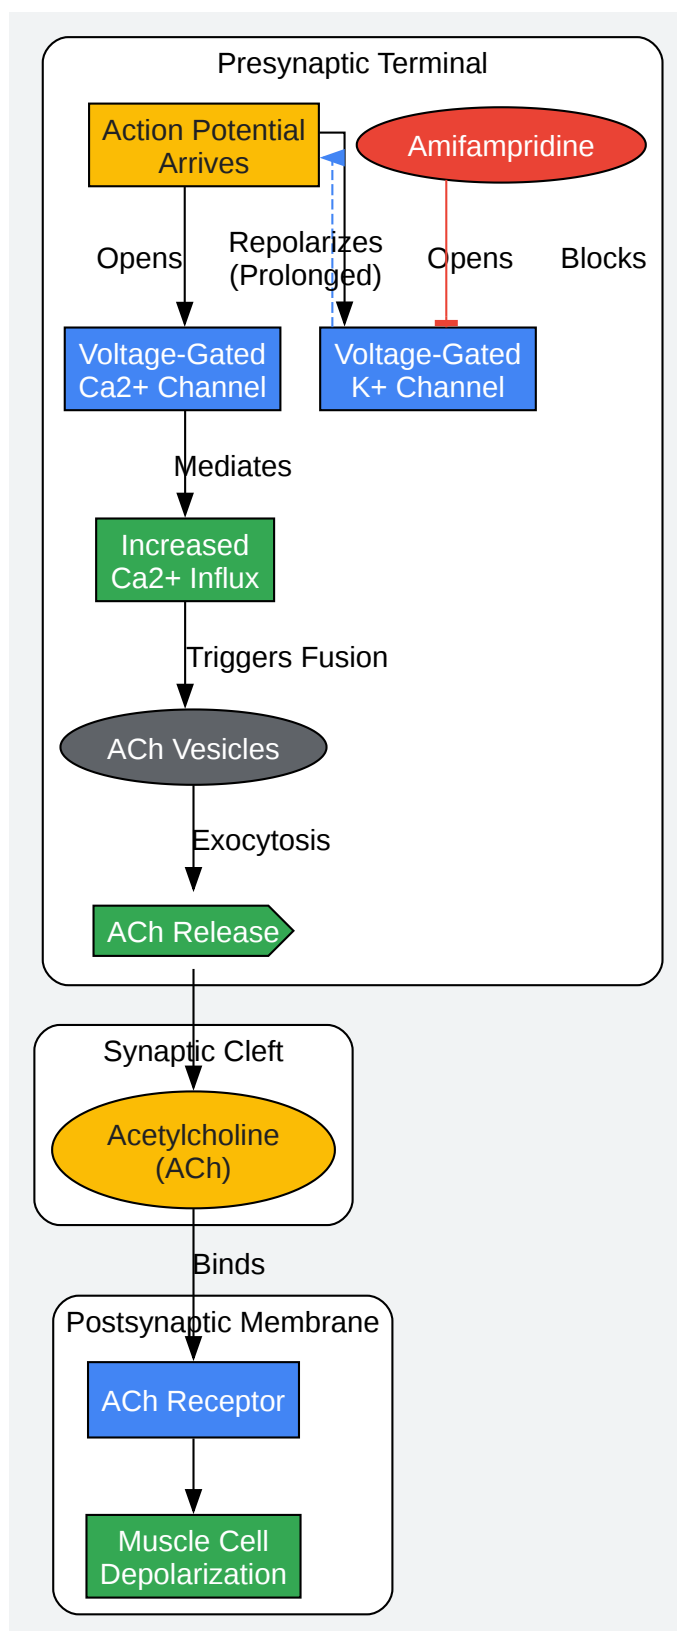 Presynaptic Terminal
Action Potential
Arrives
Amifampridine
Opens
Repolarizes
(Prolonged)
Opens
Blocks
Voltage-Gated
Ca2+ Channel
Voltage-Gated
K+ Channel
Mediates
Increased
Ca2+ Influx
Triggers Fusion
ACh Vesicles
Exocytosis
ACh Release
Synaptic Cleft
Acetylcholine
(ACh)
Binds
Postsynaptic Membrane
ACh Receptor
Muscle Cell
Depolarization